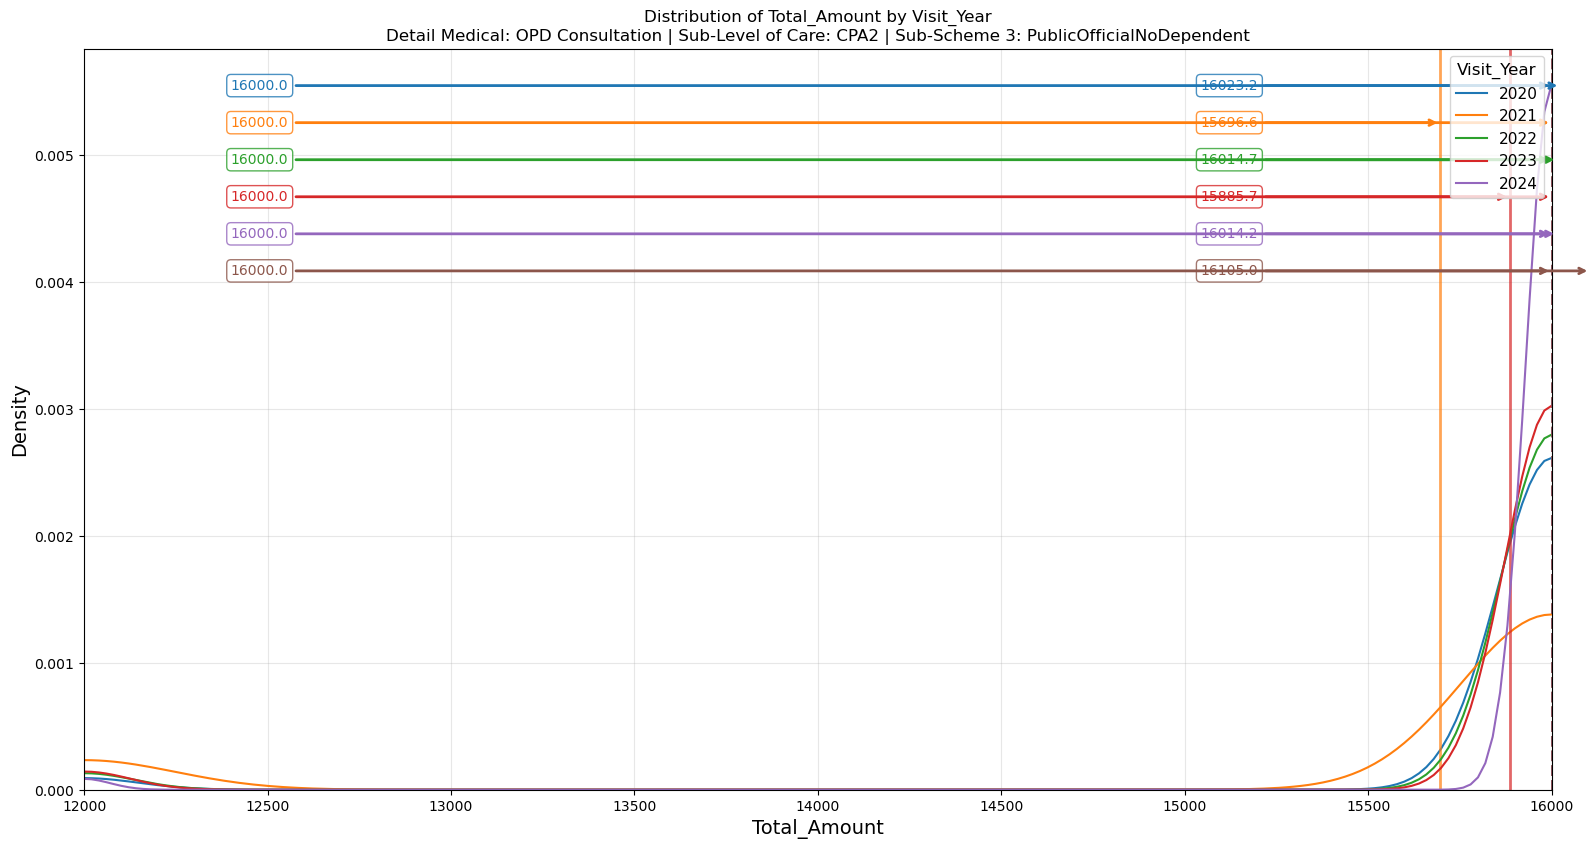 Distribution of Total_Amount by Visit_Year
Detail Medical: OPD Consultation | Sub-Level of Care: CPA2 | Sub-Scheme 3: PublicOfficialNoDependent
Visit_Year
2020
2021
2022
2023
2024
16000.0 16023.2
16000.0 15696.6
16000.0 16014.7
16000.0 15885.7
16000.0 16014.2
16000.0 16105.0
Density
0.005
0.004
0.003
0.002
0.001
0.000
12000 12500 13000 13500 14000 14500 15000 15500 16000
Total_Amount